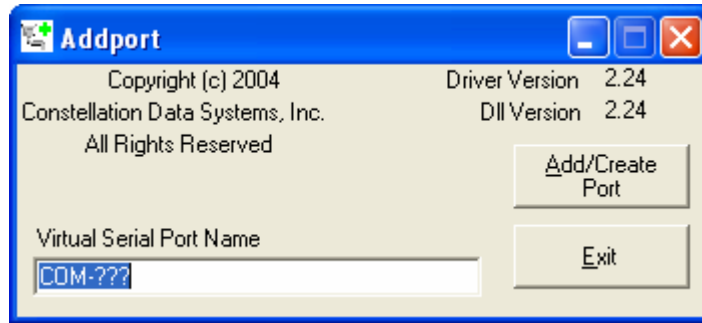 Addport
Copyright (c) 2004
Constellation Data Systems, Inc.
All Rights Reserved
Driver Version 2.24
Dll Version 2.24
Add/Create
Port
Virtual Serial Port Name
COM-???
Exit